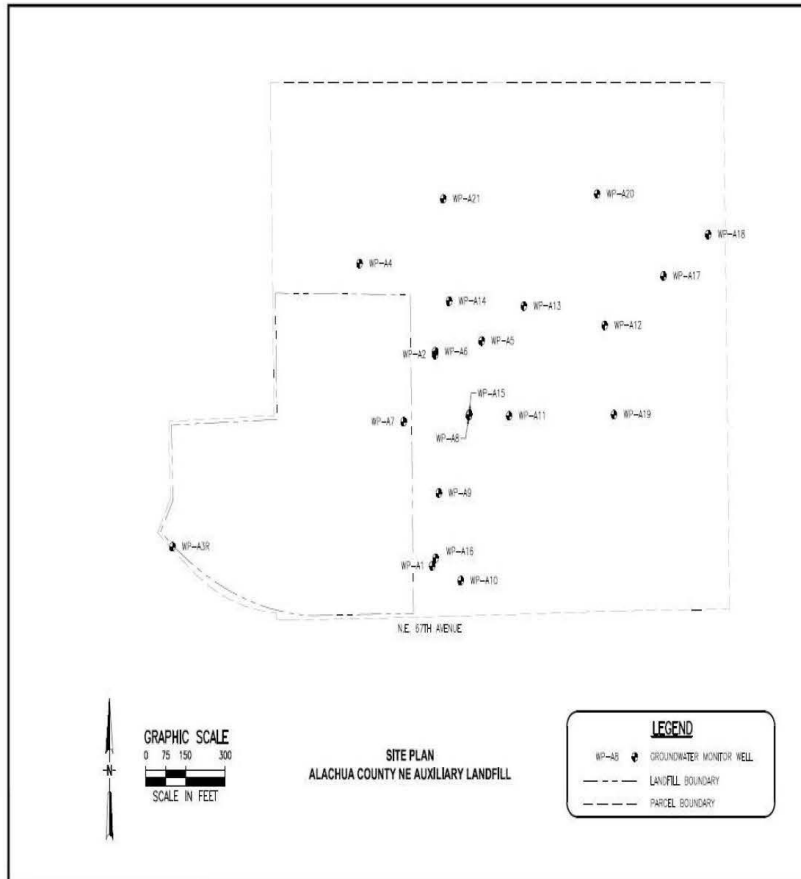 WP-A21
WP-A20
WP-A18
WP-A4
WP-A17
WP-A14
WP-A13
WP-A12
WP-A5
WP-A2
WP-A6
WP-A15
WP-A7
WP-A11
WP-A19
WP-A8
WP-A9
WP-A3R
WP-A16
WP-A1
WP-A10
N.E. 67TH AVENUE
N
GRAPHIC SCALE
0 75 150 300
SCALE IN FEET
SITE PLAN
ALACHUA COUNTY NE AUXILIARY LANDFILL
LEGEND
WP-A8 GROUNDWATER MONITOR WELL
LANDFILL BOUNDARY
PARCEL BOUNDARY